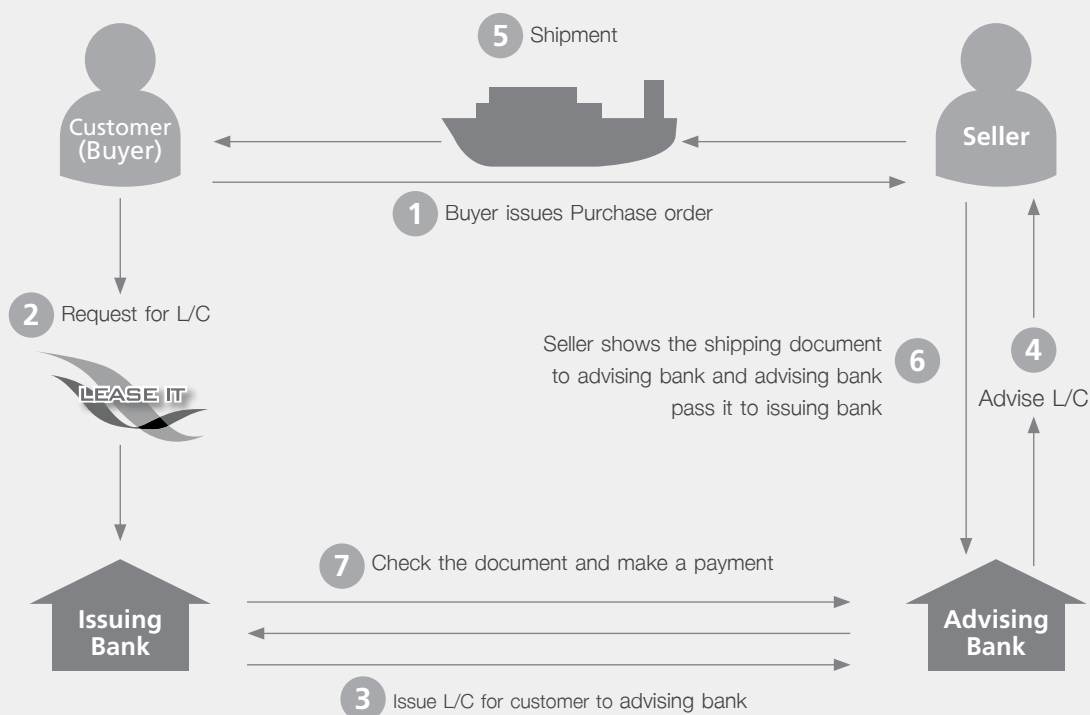 5 Shipment
Customer
(Buyer)
Seller
1 Buyer issues Purchase order
2 Request for L/C
LEASE IT
Seller shows the shipping document
to advising bank and advising bank
pass it to issuing bank
6
4
Advise L/C
7 Check the document and make a payment
Issuing
Bank
Advising
Bank
3 Issue L/C for customer to advising bank